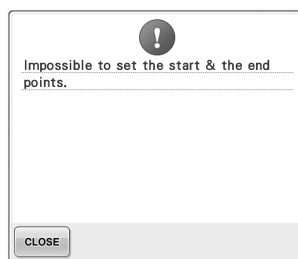 Impossible to set the start & the end
points.
CLOSE